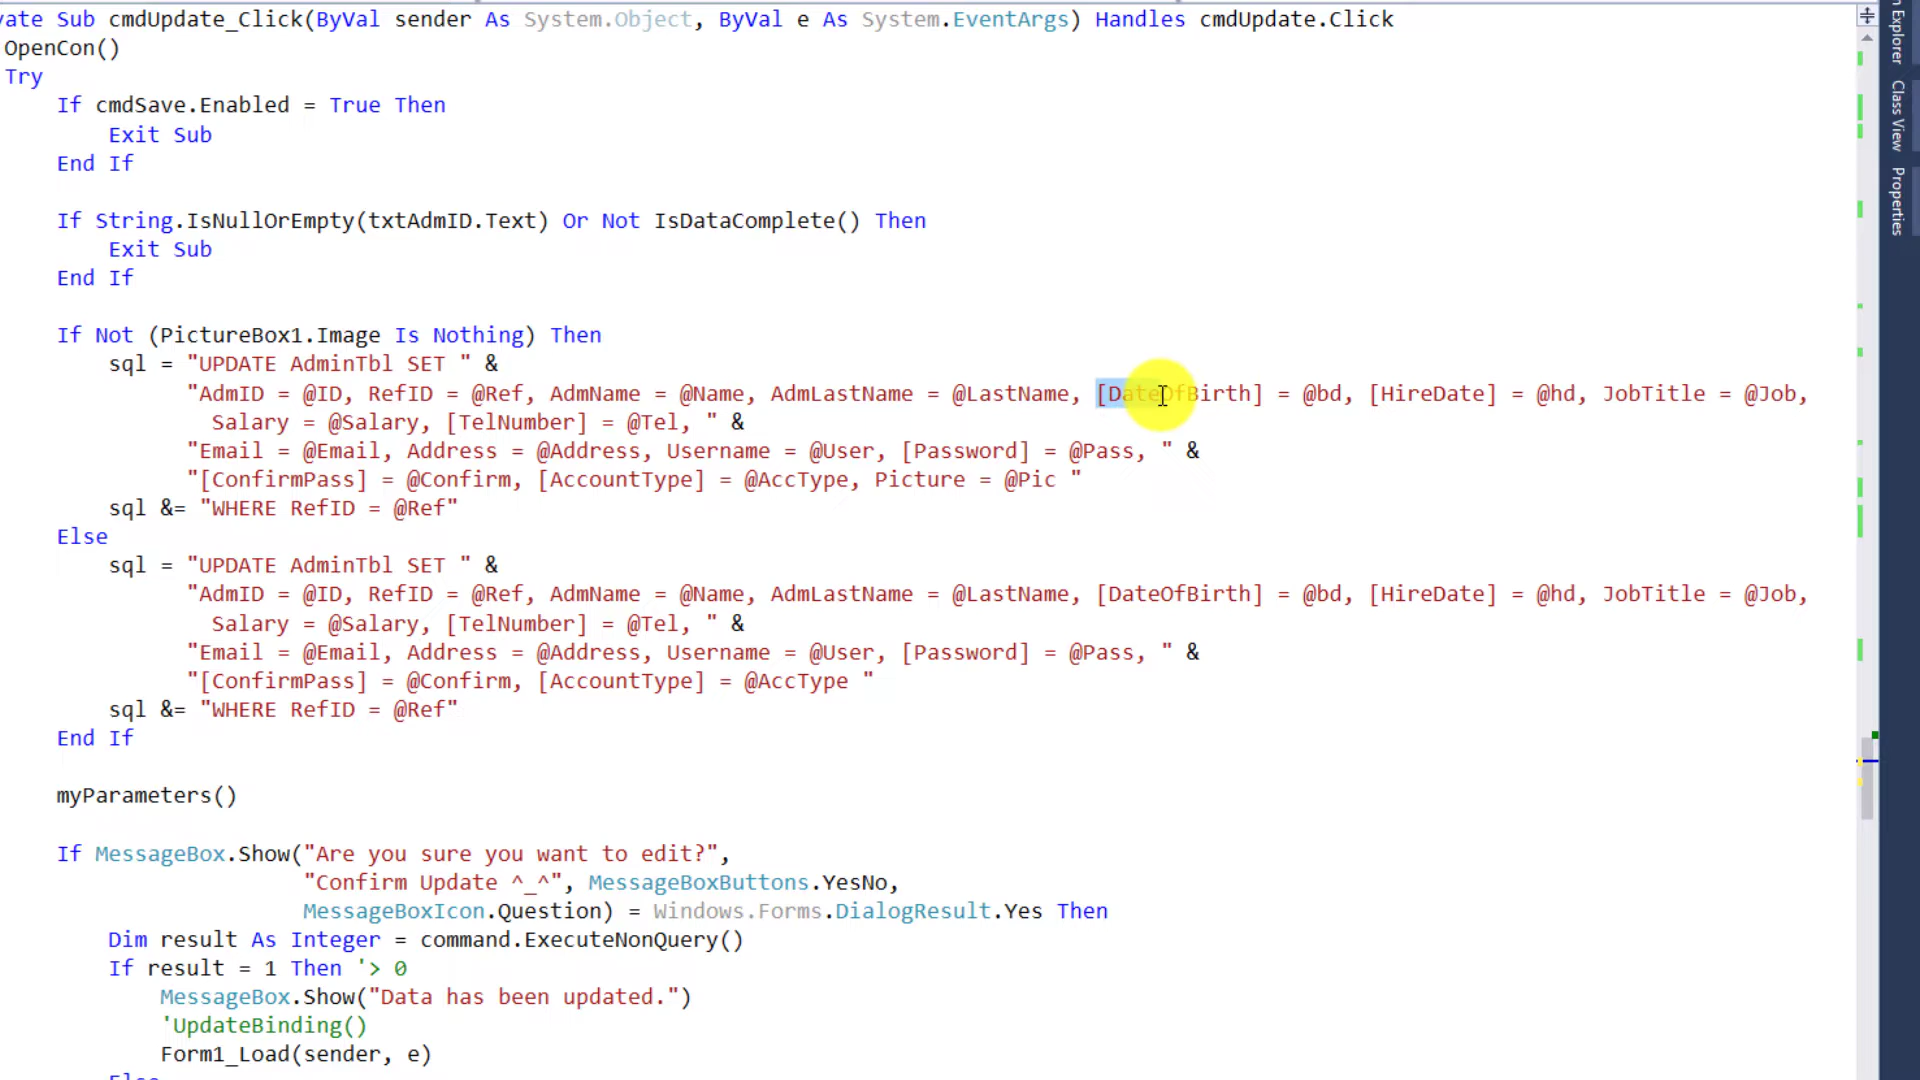 vate Sub cmdUpdate_Click(ByVal sender As System.Object, ByVal e As System.EventArgs) Handles cmdUpdate.Click
OpenCon()
Try
If cmdSave.Enabled = True Then
Exit Sub
End If
If String.IsNullOrEmpty(txtAdmID.Text) Or Not IsDataComplete() Then
Exit Sub
End If
If Not (PictureBox1.Image Is Nothing) Then
sql = "UPDATE AdminTbl SET " &
"AdmID = @ID, RefID = @Ref, AdmName = @Name, AdmLastName = @LastName, [DateOfBirth] = @bd, [HireDate] = @hd, JobTitle = @Job,
Salary = @Salary, [TelNumber] = @Tel, " &
"Email = @Email, Address = @Address, Username = @User, [Password] = @Pass, " &
"[ConfirmPass] = @Confirm, [AccountType] = @AccType, Picture = @Pic "
sql &= "WHERE RefID = @Ref"
Else
sql = "UPDATE AdminTbl SET " &
"AdmID = @ID, RefID = @Ref, AdmName = @Name, AdmLastName = @LastName, [DateOfBirth] = @bd, [HireDate] = @hd, JobTitle = @Job,
Salary = @Salary, [TelNumber] = @Tel, " &
"Email = @Email, Address = @Address, Username = @User, [Password] = @Pass, " &
"[ConfirmPass] = @Confirm, [AccountType] = @AccType "
sql &= "WHERE RefID = @Ref"
End If
myParameters()
If MessageBox.Show("Are you sure you want to edit?",
"Confirm Update ^_^", MessageBoxButtons.YesNo,
MessageBoxIcon.Question) = Windows.Forms.DialogResult.Yes Then
Dim result As Integer = command.ExecuteNonQuery()
If result = 1 Then '> 0
MessageBox.Show("Data has been updated.")
'UpdateBinding()
Form1_Load(sender, e)
Else
n Explorer
Class View
Properties